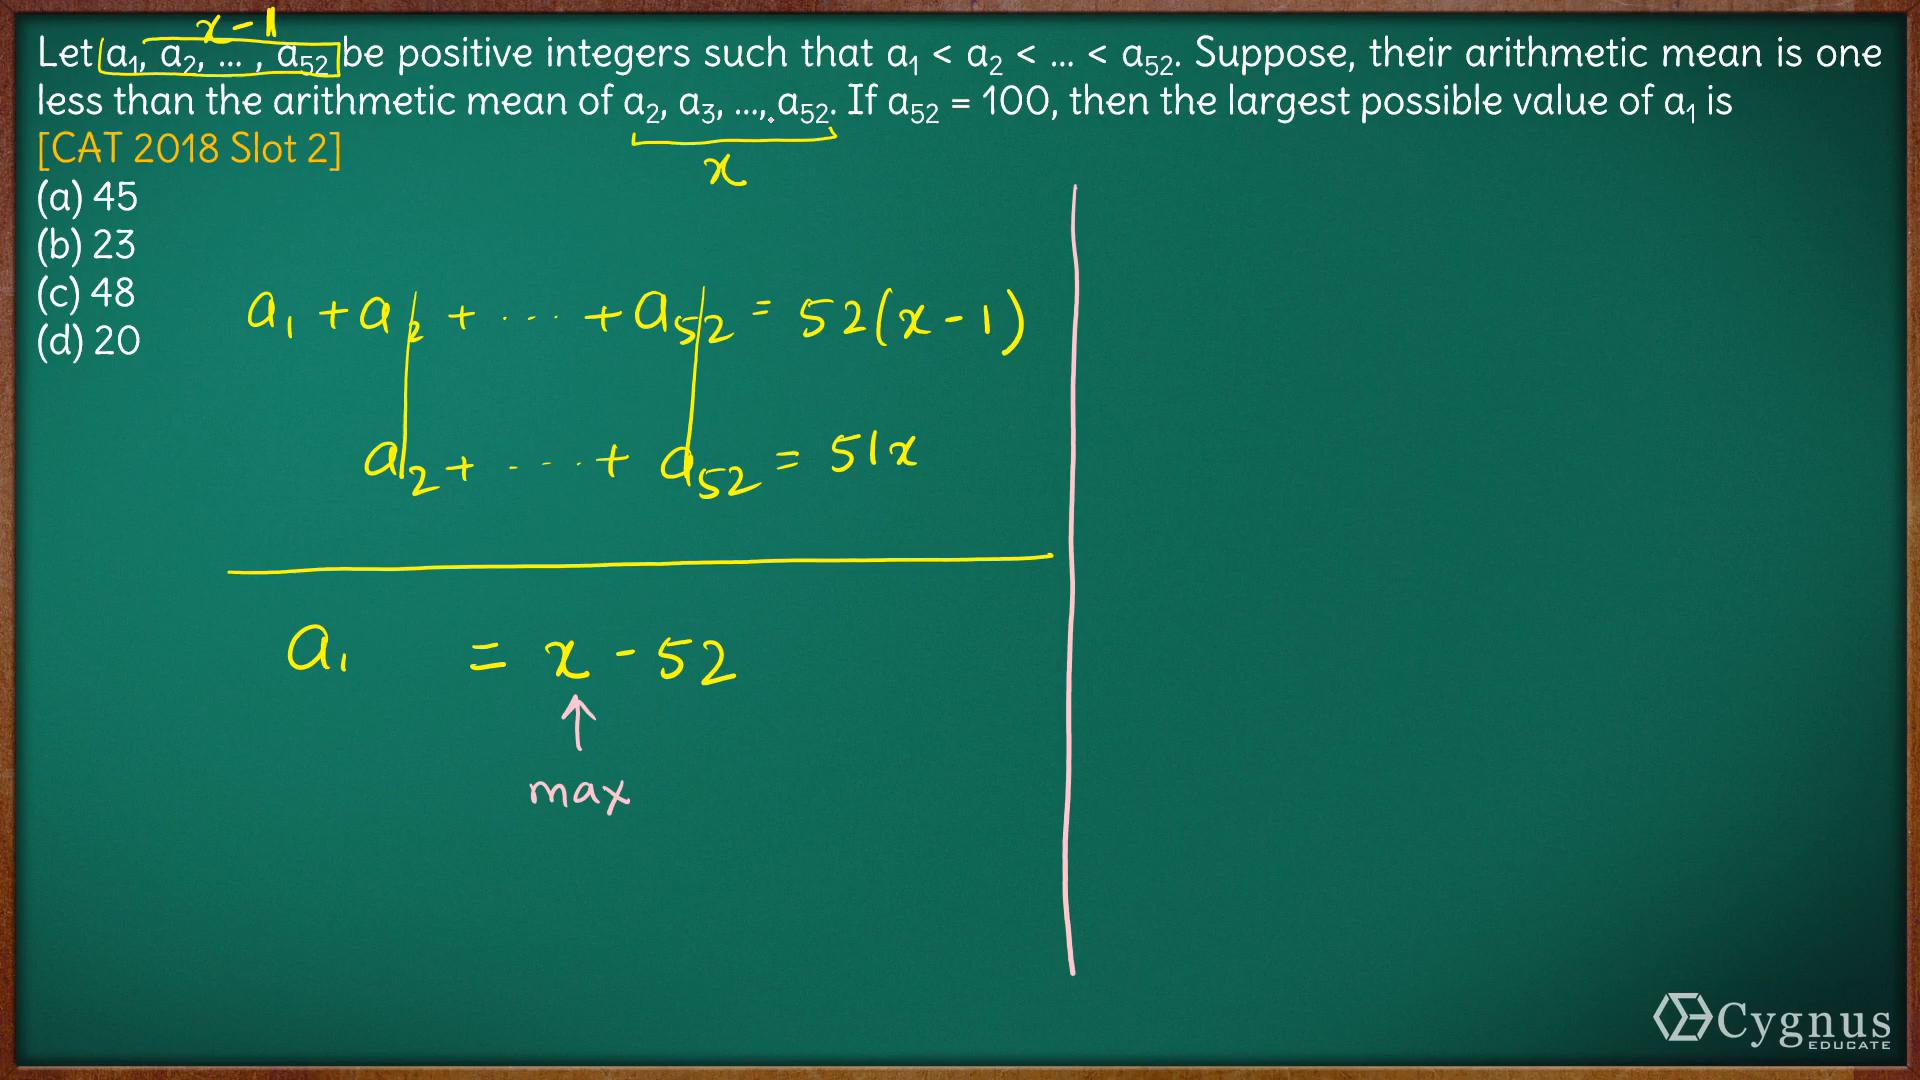 x - 1
Let a₁, a₂, ... , a₅₂ be positive integers such that a₁ < a₂ < ... < a₅₂. Suppose, their arithmetic mean is one
less than the arithmetic mean of a₂, a₃, ..., a₅₂. If a₅₂ = 100, then the largest possible value of a₁ is
x
[CAT 2018 Slot 2]
(a) 45
(b) 23
(c) 48
(d) 20
a₁ + a₂ + ... + a₅₂ = 52(x - 1)
a₂ + ... + a₅₂ = 51x
a₁ = x - 52
↑
max
Cygnus
EDUCATE